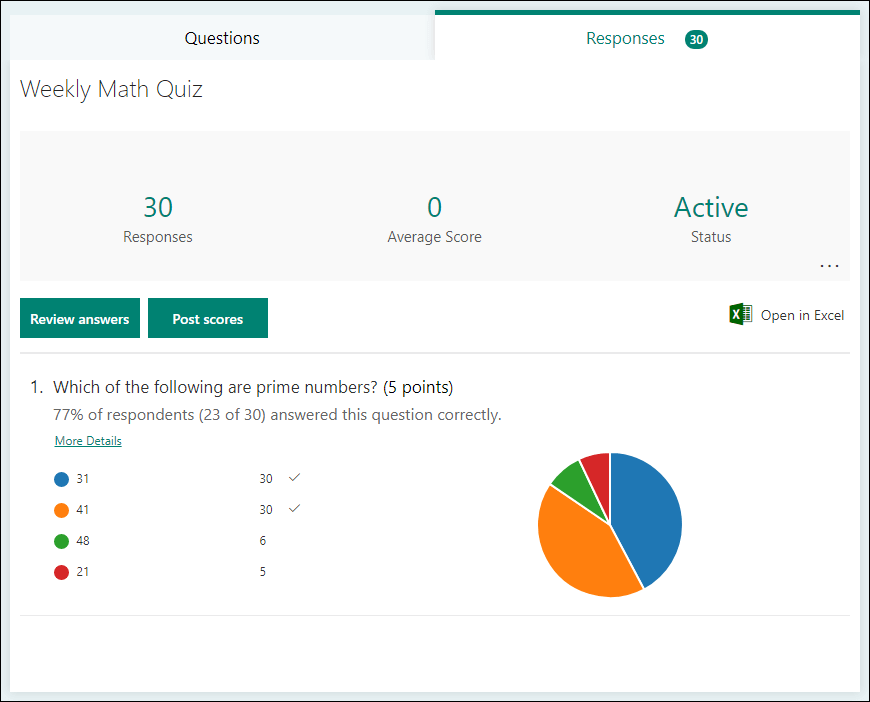 Questions
Responses 30
Weekly Math Quiz
30
Responses
0
Average Score
Active
Status
...
Review answers
Post scores
X
Open in Excel
1. Which of the following are prime numbers? (5 points)
77% of respondents (23 of 30) answered this question correctly.
More Details
31 30
41 30
48 6
21 5